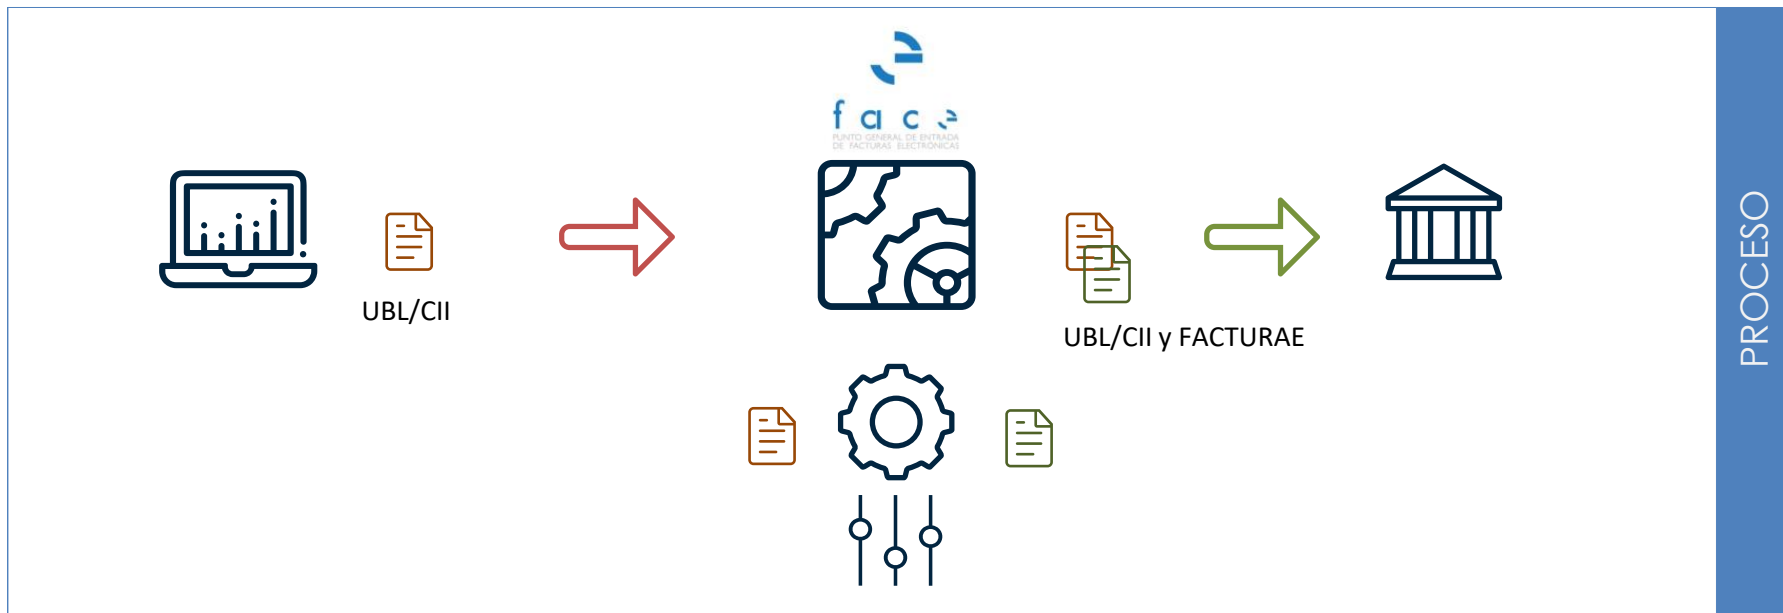 face
PUNTO GENERAL DE ENTRADA
DE FACTURAS ELECTRÓNICAS
UBL/CII
UBL/CII y FACTURAE
PROCESO